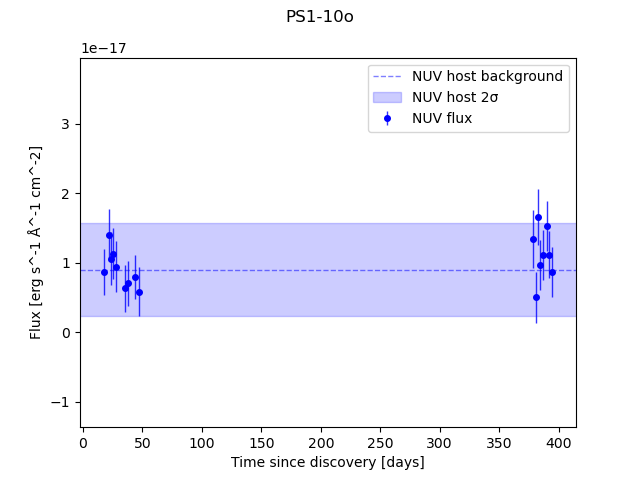 PS1-10o
1e−17
NUV host background
NUV host 2σ
NUV flux
Flux [erg s^-1 Å^-1 cm^-2]
3
2
1
0
−1
0 50 100 150 200 250 300 350 400
Time since discovery [days]